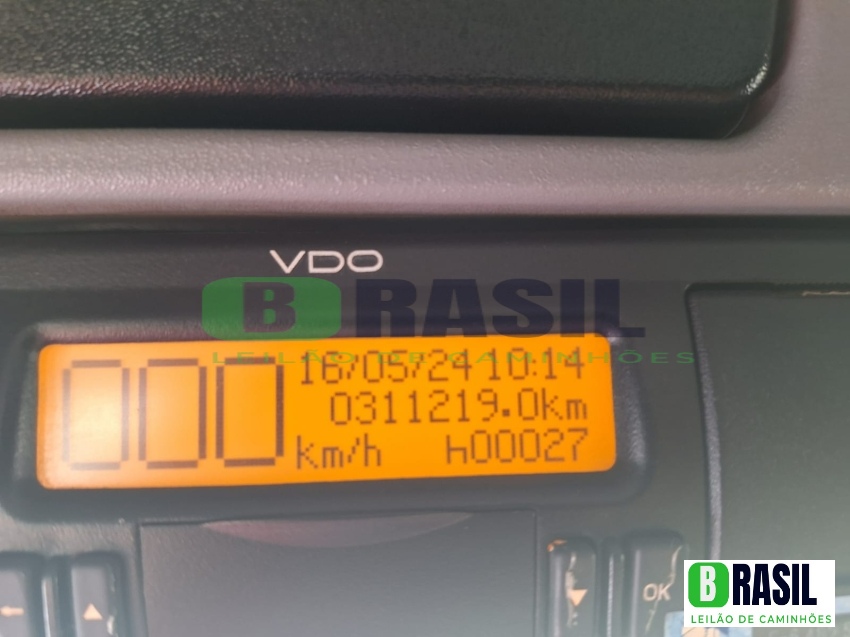 VDO
BRASIL
LEILÃO DE CAMINHÕES
000 16/05/24 10:14
0311219.0km
km/h h00027
OK
BRASIL
LEILÃO DE CAMINHÕES